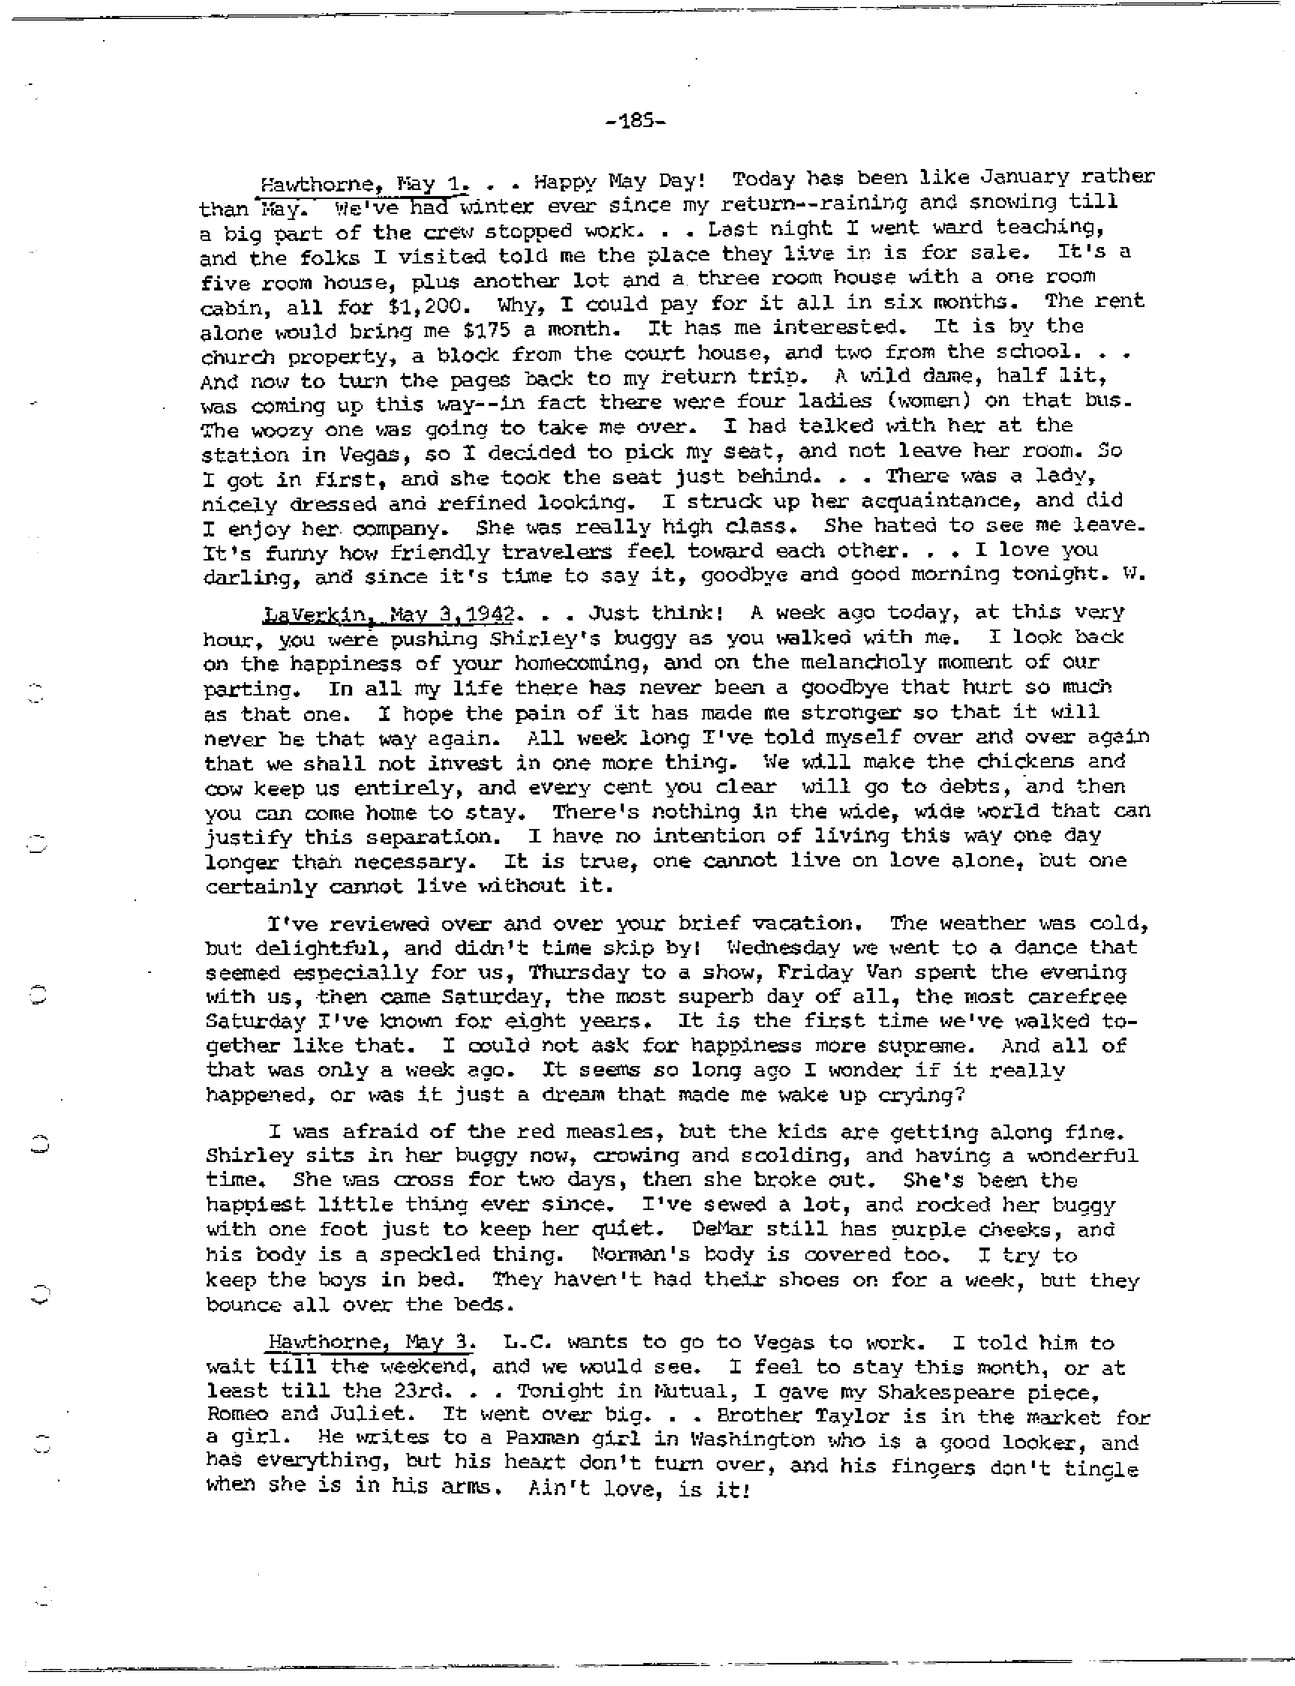 -185-
Hawthorne, May 1. . . Happy May Day! Today has been like January rather
than May. We've had winter ever since my return--raining and snowing till
a big part of the crew stopped work. . . Last night I went ward teaching,
and the folks I visited told me the place they live in is for sale. It's a
five room house, plus another lot and a three room house with a one room
cabin, all for $1,200. Why, I could pay for it all in six months. The rent
alone would bring me $175 a month. It has me interested. It is by the
church property, a block from the court house, and two from the school. . .
And now to turn the pages back to my return trip. A wild dame, half lit,
was coming up this way--in fact there were four ladies (women) on that bus.
The woozy one was going to take me over. I had talked with her at the
station in Vegas, so I decided to pick my seat, and not leave her room. So
I got in first, and she took the seat just behind. . . There was a lady,
nicely dressed and refined looking. I struck up her acquaintance, and did
I enjoy her company. She was really high class. She hated to see me leave.
It's funny how friendly travelers feel toward each other. . . I love you
darling, and since it's time to say it, goodbye and good morning tonight. W.
LaVerkin, May 3,1942. . . Just think! A week ago today, at this very
hour, you were pushing Shirley's buggy as you walked with me. I look back
on the happiness of your homecoming, and on the melancholy moment of our
parting. In all my life there has never been a goodbye that hurt so much
as that one. I hope the pain of it has made me stronger so that it will
never be that way again. All week long I've told myself over and over again
that we shall not invest in one more thing. We will make the chickens and
cow keep us entirely, and every cent you clear will go to debts, and then
you can come home to stay. There's nothing in the wide, wide world that can
justify this separation. I have no intention of living this way one day
longer than necessary. It is true, one cannot live on love alone, but one
certainly cannot live without it.
I've reviewed over and over your brief vacation. The weather was cold,
but delightful, and didn't time skip by! Wednesday we went to a dance that
seemed especially for us, Thursday to a show, Friday Van spent the evening
with us, then came Saturday, the most superb day of all, the most carefree
Saturday I've known for eight years. It is the first time we've walked to-
gether like that. I could not ask for happiness more supreme. And all of
that was only a week ago. It seems so long ago I wonder if it really
happened, or was it just a dream that made me wake up crying?
I was afraid of the red measles, but the kids are getting along fine.
Shirley sits in her buggy now, crowing and scolding, and having a wonderful
time. She was cross for two days, then she broke out. She's been the
happiest little thing ever since. I've sewed a lot, and rocked her buggy
with one foot just to keep her quiet. DeMar still has purple cheeks, and
his body is a speckled thing. Norman's body is covered too. I try to
keep the boys in bed. They haven't had their shoes on for a week, but they
bounce all over the beds.
Hawthorne, May 3. L.C. wants to go to Vegas to work. I told him to
wait till the weekend, and we would see. I feel to stay this month, or at
least till the 23rd. . . Tonight in Mutual, I gave my Shakespeare piece,
Romeo and Juliet. It went over big. . . Brother Taylor is in the market for
a girl. He writes to a Paxman girl in Washington who is a good looker, and
has everything, but his heart don't turn over, and his fingers don't tingle
when she is in his arms. Ain't love, is it!